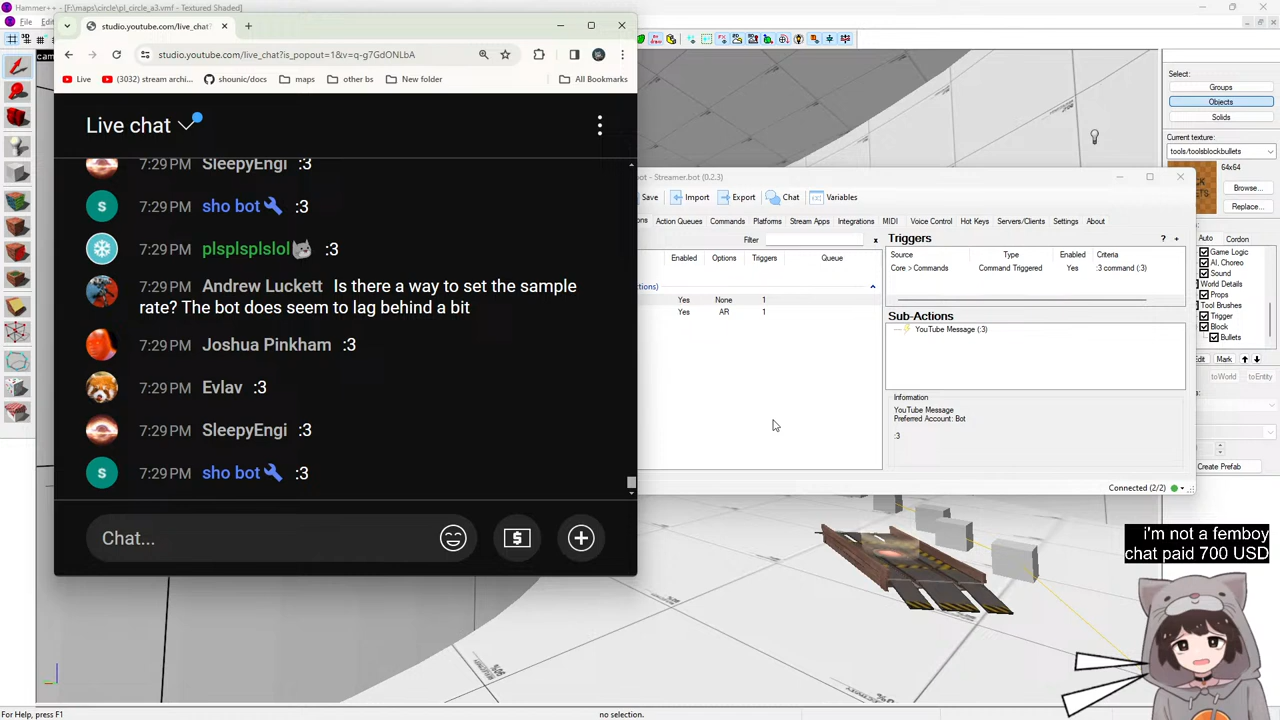 Hammer++ - [F:\maps\circle\pl_circle_a3.vmf - Textured Shaded]
File
studio.youtube.com/live_chat?
studio.youtube.com/live_chat?is_popout=1&v=q-g7GdONLbA
Live
(3032) stream archi...
shounic/docs
maps
other bs
New folder
All Bookmarks
Live chat
7:29 PM SleepyEngi :3
S 7:29 PM sho bot :3
7:29 PM plsplsplslol :3
7:29 PM Andrew Luckett Is there a way to set the sample
rate? The bot does seem to lag behind a bit
7:29 PM Joshua Pinkham :3
7:29 PM Evlav :3
7:29 PM SleepyEngi :3
S 7:29 PM sho bot :3
Chat...
bot - Streamer.bot (0.2.3)
Save Import Export Chat Variables
Action Queues Commands Platforms Stream Apps Integrations MIDI Voice Control Hot Keys Servers/Clients Settings About
Filter x
Enabled Options Triggers Queue
Yes None 1
Yes AR 1
Triggers ? +
Source Type Enabled Criteria
Core > Commands Command Triggered Yes :3 command (:3)
Sub-Actions
YouTube Message (:3)
Information
YouTube Message
Preferred Account: Bot
:3
Connected (2/2)
Select:
Groups
Objects
Solids
Current texture:
tools/toolsblockbullets
64x64
Browse...
Replace...
Auto Cordon
Game Logic
AI, Choreo
Sound
World Details
Props
Tool Brushes
Trigger
Block
Bullets
Edit Mark
toWorld toEntity
Create Prefab
i'm not a femboy
chat paid 700 USD
For Help, press F1
no selection.